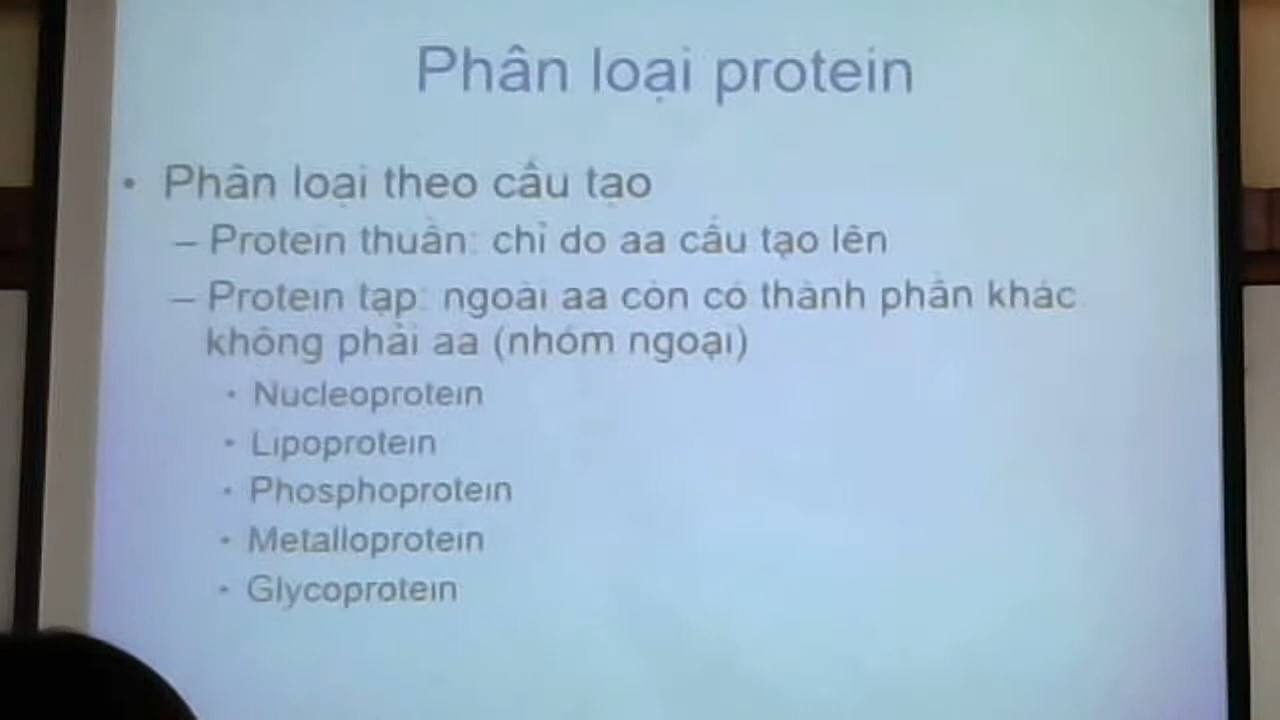 Phân loại protein
• Phân loại theo cấu tạo
– Protein thuần: chỉ do aa cấu tạo lên
– Protein tạp: ngoài aa còn có thành phần khác
không phải aa (nhóm ngoại)
• Nucleoprotein
• Lipoprotein
• Phosphoprotein
• Metalloprotein
• Glycoprotein